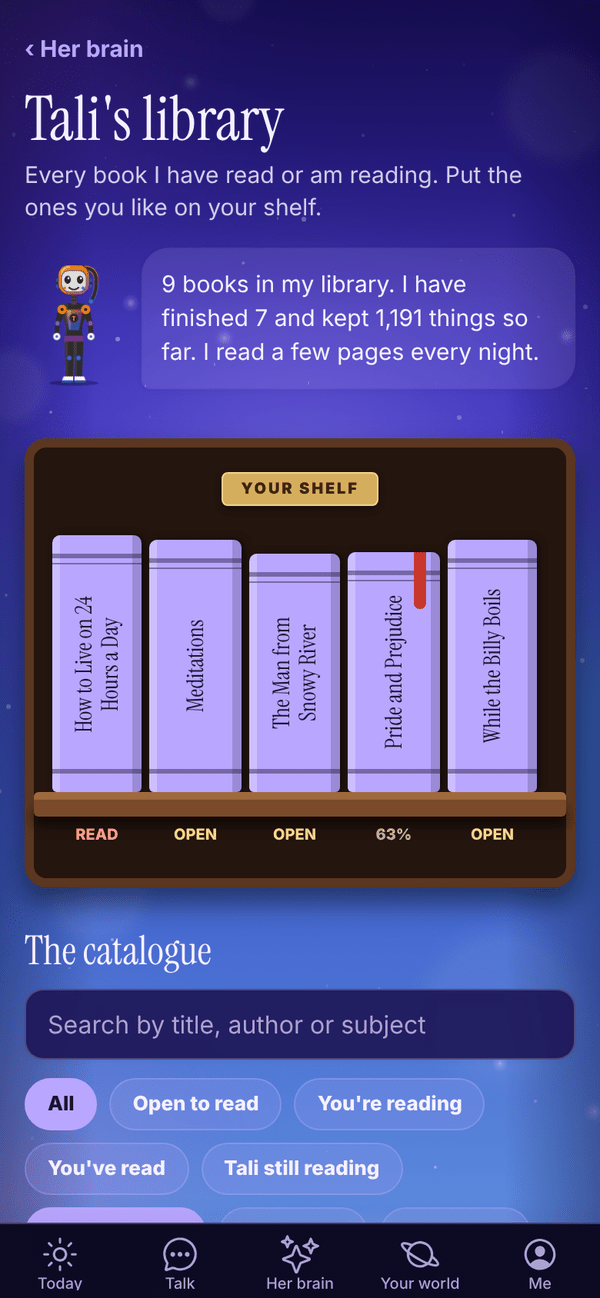 ‹ Her brain
Tali's library
Every book I have read or am reading. Put the
ones you like on your shelf.
9 books in my library. I have
finished 7 and kept 1,191 things so
far. I read a few pages every night.
YOUR SHELF
How to Live on 24
Hours a Day
Meditations
The Man from
Snowy River
Pride and Prejudice
While the Billy Boils
READ
OPEN
OPEN
63%
OPEN
The catalogue
Search by title, author or subject
All
Open to read
You're reading
You've read
Tali still reading
Today
Talk
Her brain
Your world
Me